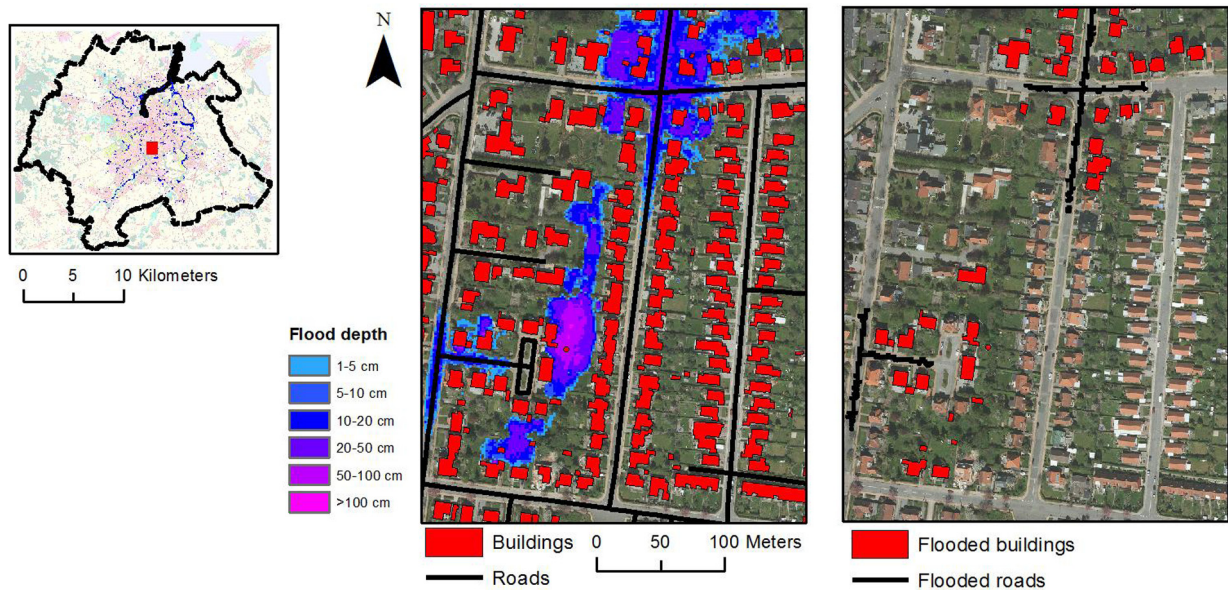 N
0 5 10 Kilometers
Flood depth
1-5 cm
5-10 cm
10-20 cm
20-50 cm
50-100 cm
>100 cm
Buildings
Roads
0 50 100 Meters
Flooded buildings
Flooded roads